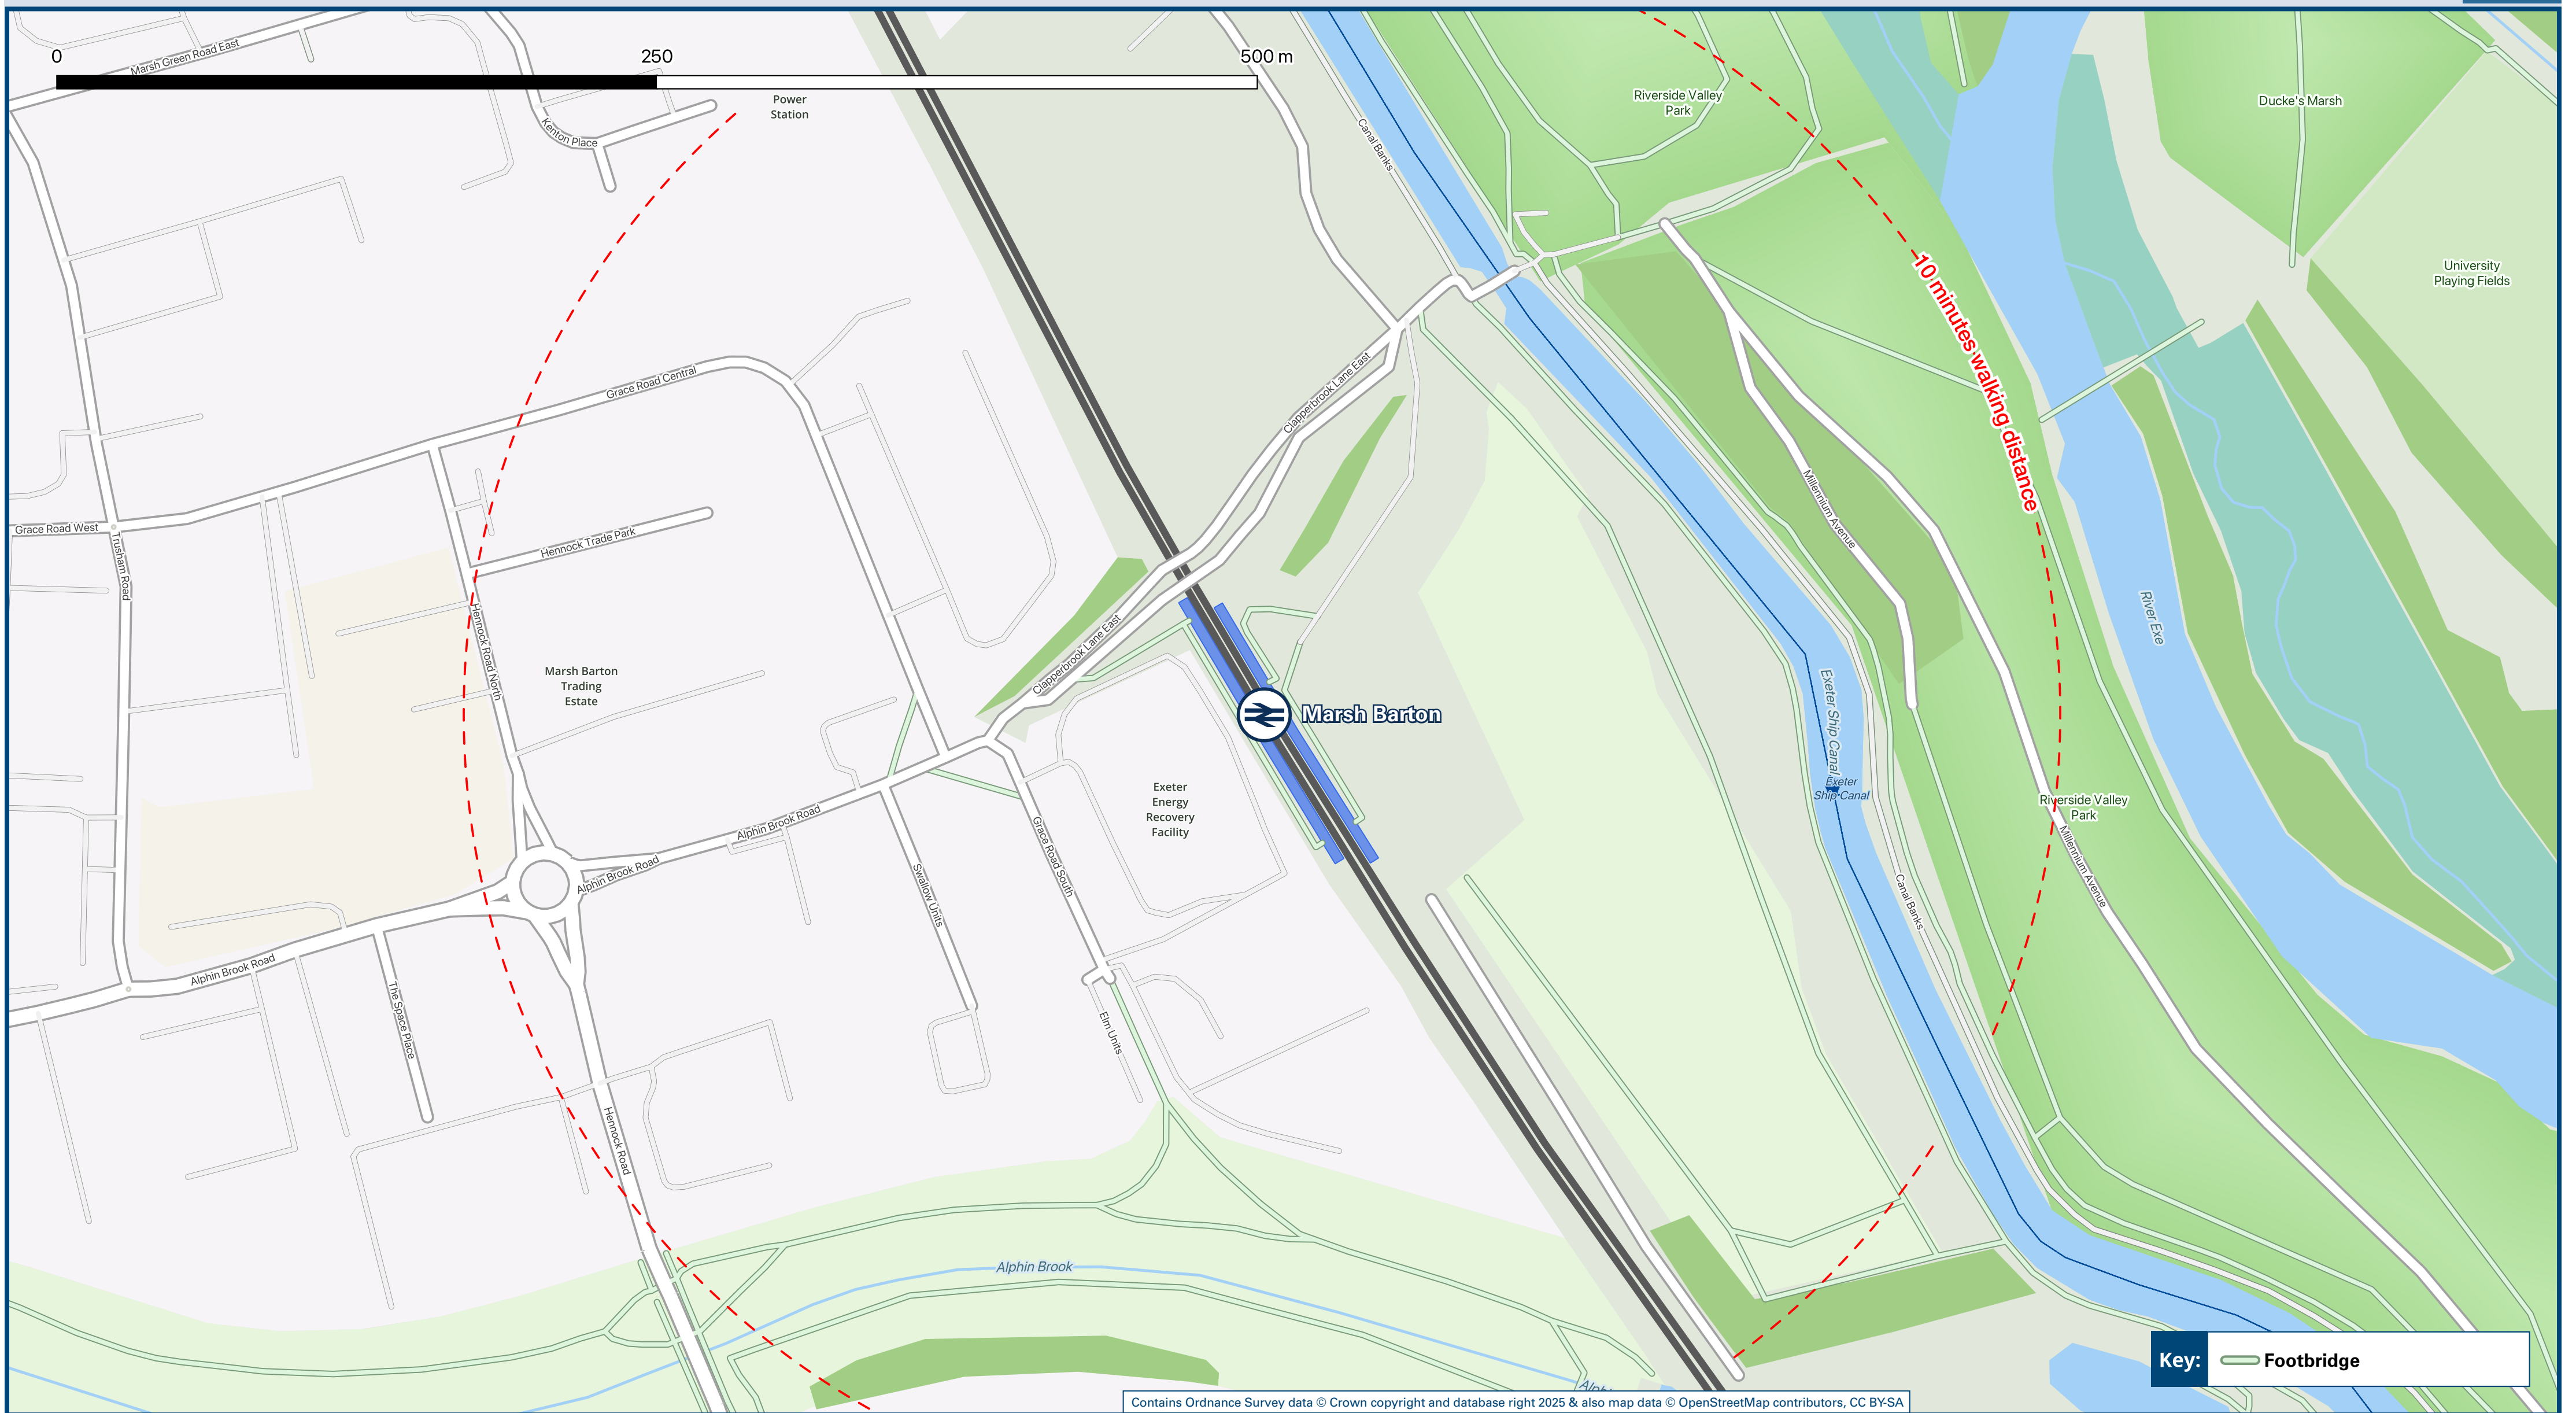 0
250
500 m
Marsh Green Road East
Power
Station
Kenton Place
Canal Banks
Riverside Valley
Park
Ducke's Marsh
University
Playing Fields
10 minutes walking distance
Grace Road Central
Clapperbrook Lane East
Millennium Avenue
Grace Road West
Trusham Road
Hennock Trade Park
Hennock Road North
Marsh Barton
Trading
Estate
Clapperbrook Lane East
River Exe
Marsh Barton
Exeter Ship Canal
Exeter
Ship Canal
Exeter
Energy
Recovery
Facility
Riverside Valley
Park
Millennium Avenue
Alphin Brook Road
Alphin Brook Road
Grace Road South
Swallow Units
Canal Banks
Alphin Brook Road
The Space Place
Elm Units
Hennock Road
Alphin Brook
Key:
Footbridge
Contains Ordnance Survey data © Crown copyright and database right 2025 & also map data © OpenStreetMap contributors, CC BY-SA